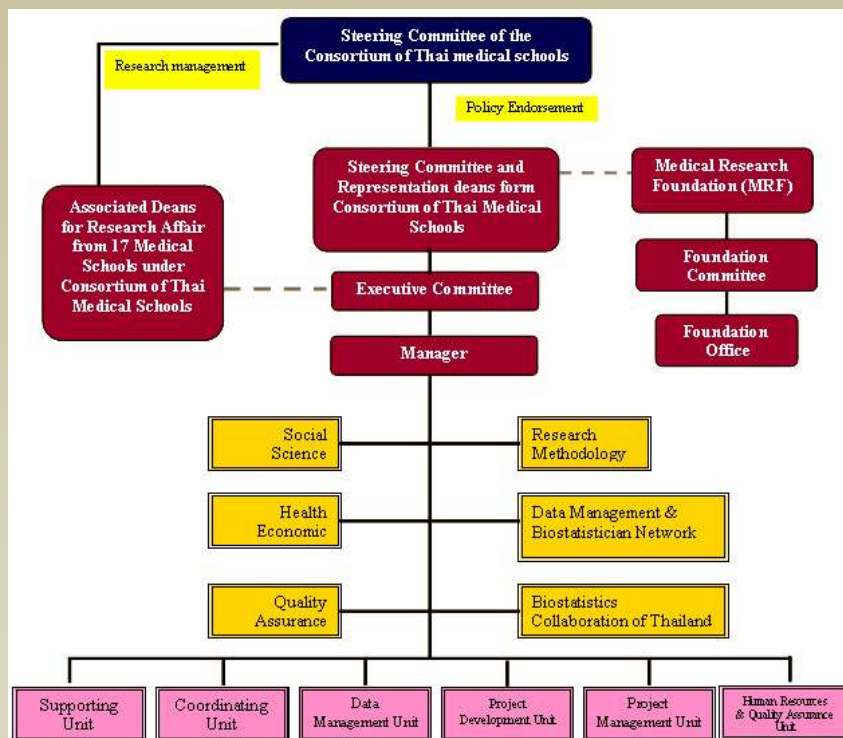 Steering Committee of the
Consortium of Thai medical schools
Research management
Policy Endorsement
Steering Committee and
Representation deans form
Consortium of Thai Medical
Schools
Medical Research
Foundation (MRF)
Associated Deans
for Research Affair
from 17 Medical
Schools under
Consortium of Thai
Medical Schools
Foundation
Committee
Executive Committee
Foundation
Office
Manager
Social
Science
Research
Methodology
Health
Economic
Data Management &
Biostatistician Network
Quality
Assurance
Biostatistics
Collaboration of Thailand
Supporting
Unit
Coordinating
Unit
Data
Management Unit
Project
Development Unit
Project
Management Unit
Human Resources
& Quality Assurance
Unit